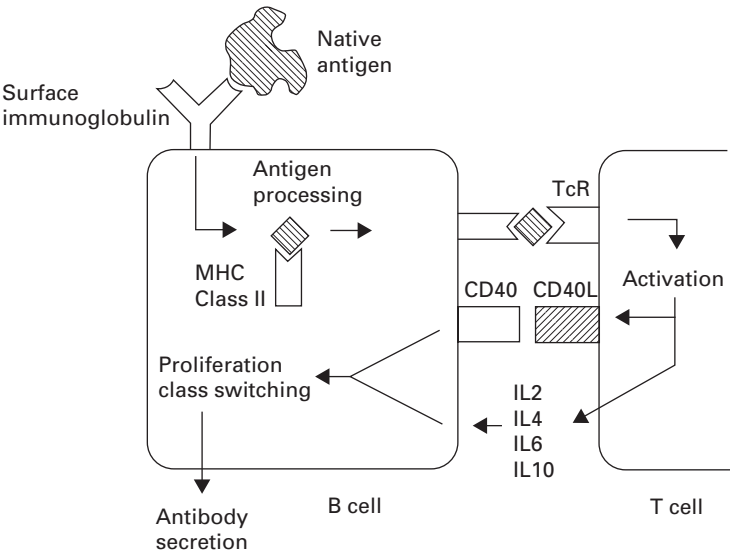 Native
antigen
Surface
immunoglobulin
Antigen
processing
TcR
MHC
Class II
Activation
CD40
CD40L
Proliferation
class switching
IL2
IL4
IL6
IL10
B cell
T cell
Antibody
secretion